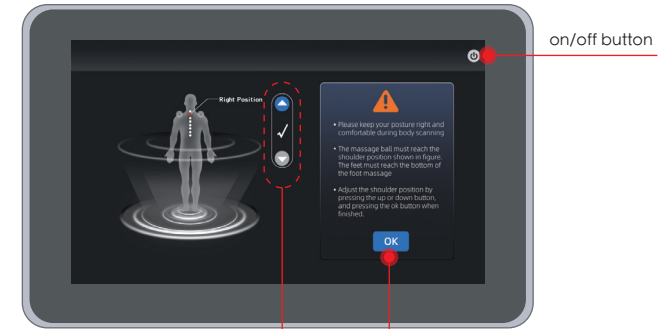 on/off button
Right Position
• Please keep your posture right and
comfortable during body scanning
• The massage ball must reach the
shoulder position shown in figure.
The feet must reach the bottom of
the foot massage
• Adjust the shoulder position by
pressing the up or down button,
and pressing the ok button when
finished.
OK